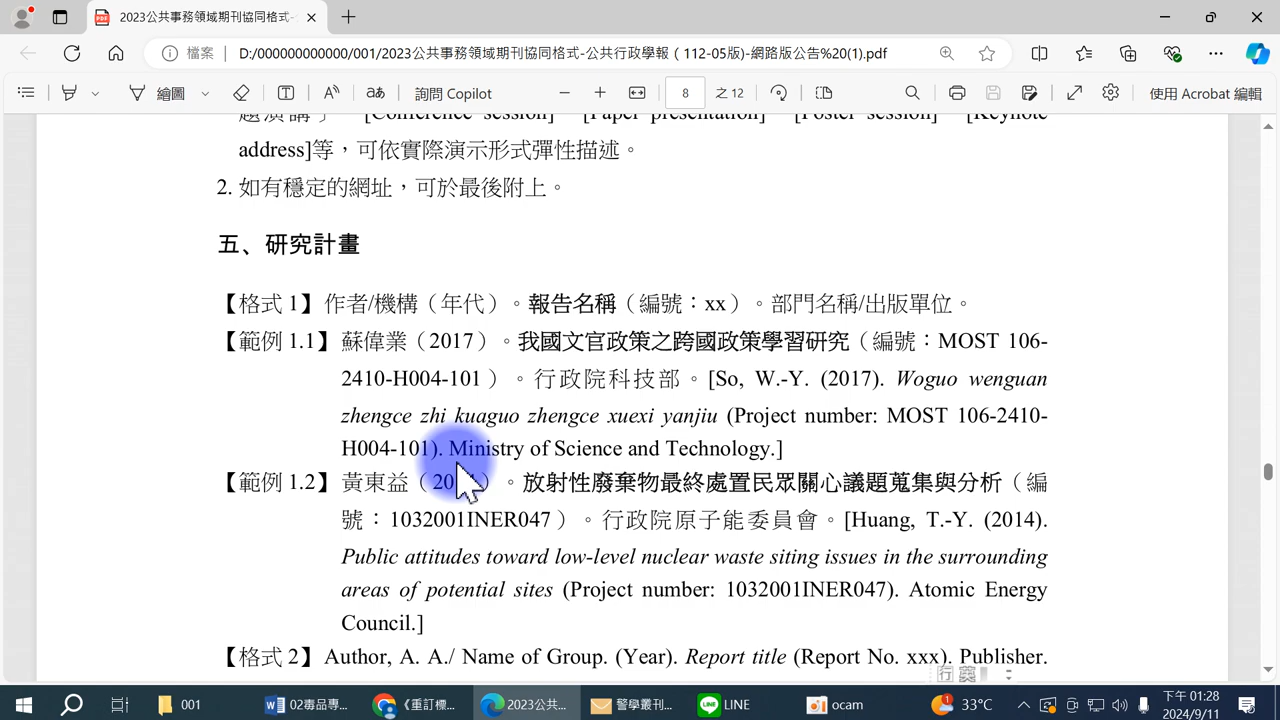 2023公共事務領域期刊協同格式-
檔案
D:/000000000000/001/2023公共事務領域期刊協同格式-公共行政學報（112-05版)-網路版公告%20(1).pdf
繪圖
aあ
詢問 Copilot
8
之 12
使用 Acrobat 編輯
題演講〕 [Conference session] [Paper presentation] [Poster session] [Keynote
address]等，可依實際演示形式彈性描述。
2. 如有穩定的網址，可於最後附上。
五、研究計畫
【格式 1】作者/機構（年代）。報告名稱（編號：xx）。部門名稱/出版單位。
【範例 1.1】蘇偉業（2017）。我國文官政策之跨國政策學習研究（編號：MOST 106-
2410-H004-101）。行政院科技部。[So, W.-Y. (2017). Woguo wenguan
zhengce zhi kuaguo zhengce xuexi yanjiu (Project number: MOST 106-2410-
H004-101). Ministry of Science and Technology.]
【範例 1.2】黃東益（20）。放射性廢棄物最終處置民眾關心議題蒐集與分析（編
號：1032001INER047）。行政院原子能委員會。[Huang, T.-Y. (2014).
Public attitudes toward low-level nuclear waste siting issues in the surrounding
areas of potential sites (Project number: 1032001INER047). Atomic Energy
Council.]
【格式 2】Author, A. A./ Name of Group. (Year). Report title (Report No. xxx). Publisher.
行 英
001
02毒品專...
《重訂標...
2023公共...
警學叢刊...
LINE
ocam
33°C
下午 01:28
2024/9/11